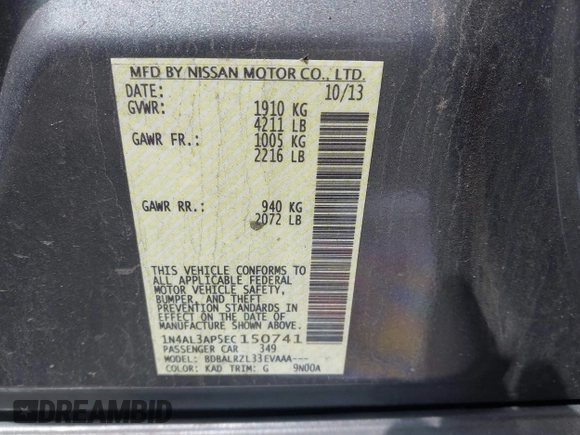 MFD BY NISSAN MOTOR CO., LTD.
DATE: 10/13
GVWR: 1910 KG
4211 LB
GAWR FR.: 1005 KG
2216 LB
GAWR RR.: 940 KG
2072 LB
THIS VEHICLE CONFORMS TO
ALL APPLICABLE FEDERAL
MOTOR VEHICLE SAFETY,
BUMPER, AND THEFT
PREVENTION STANDARDS IN
EFFECT ON THE DATE OF
MANUFACTURE SHOWN ABOVE.
1N4AL3AP5EC150741
PASSENGER CAR 349
MODEL: BDBALRZL33EVAAA---
COLOR: KAD TRIM: G 9N00A
DREAMBID